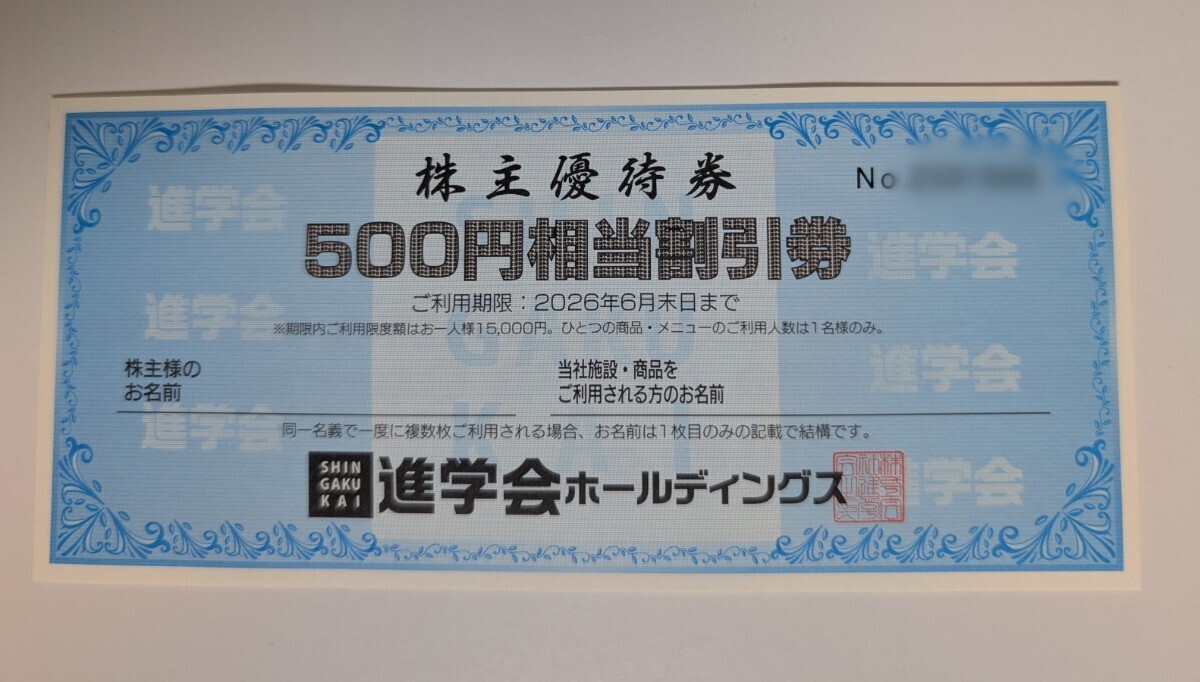 株主優待券
No
500円相当割引券
ご利用期限：2026年6月末日まで
※期限内ご利用限度額はお一人様15,000円。ひとつの商品・メニューのご利用人数は1名様のみ。
株主様の
お名前
当社施設・商品を
ご利用される方のお名前
同一名義で一度に複数枚ご利用される場合、お名前は1枚目のみの記載で結構です。
SHIN
GAKU
KAI
進学会ホールディングス
進学会
進学会
進学会
進学会
進学会
進学会
SHIN
GAKU
KAI